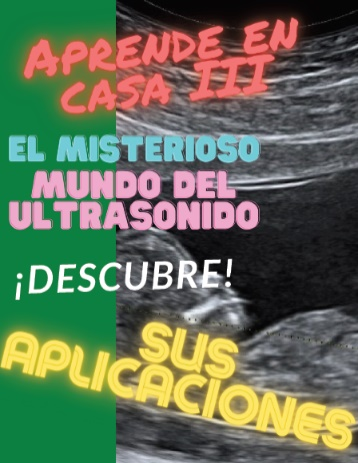 APRENDE EN
CASA III
EL MISTERIOSO
MUNDO DEL
ULTRASONIDO
¡DESCUBRE!
SUS
APLICACIONES